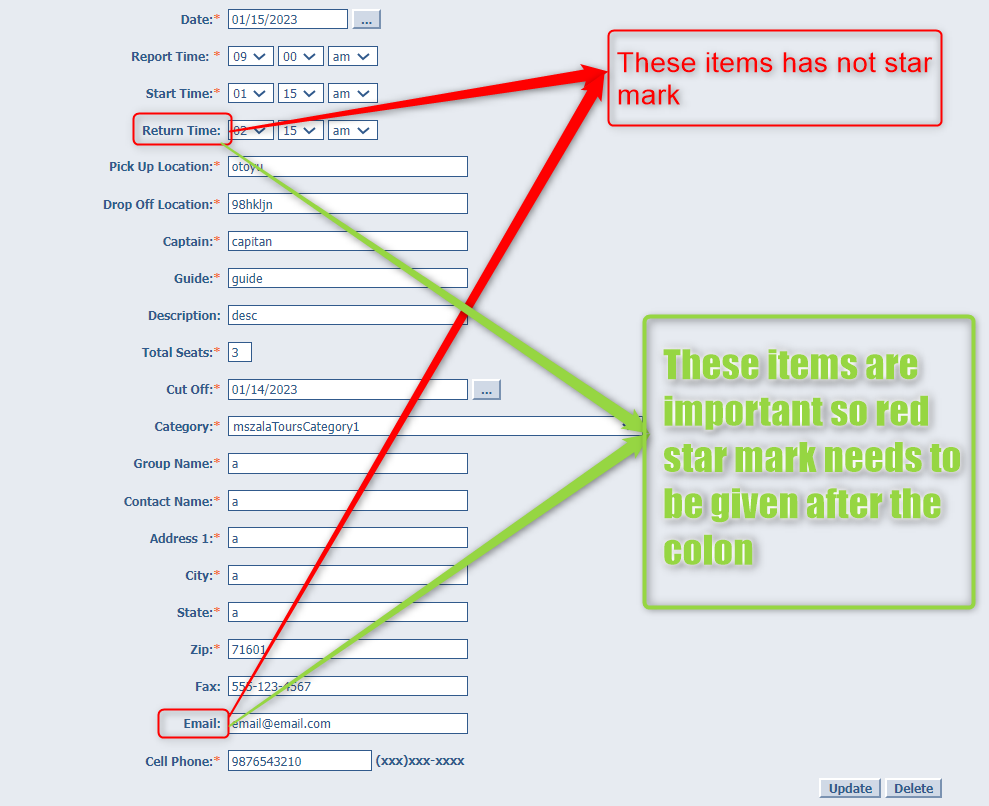 Date:* 01/15/2023 ...
Report Time: * 09 00 am
Start Time:* 01 15 am
Return Time: 02 15 am
Pick Up Location:* otoyu
Drop Off Location:* 98hkljn
Captain:* capitan
Guide:* guide
Description: desc
Total Seats:* 3
Cut Off:* 01/14/2023 ...
Category:* mszalaToursCategory1
Group Name:* a
Contact Name:* a
Address 1:* a
City:* a
State:* a
Zip:* 71601
Fax: 555-123-4567
Email: email@email.com
Cell Phone:* 9876543210 (xxx)xxx-xxxx
Update Delete
These items has not star
mark
These items are
important so red
star mark needs to
be given after the
colon